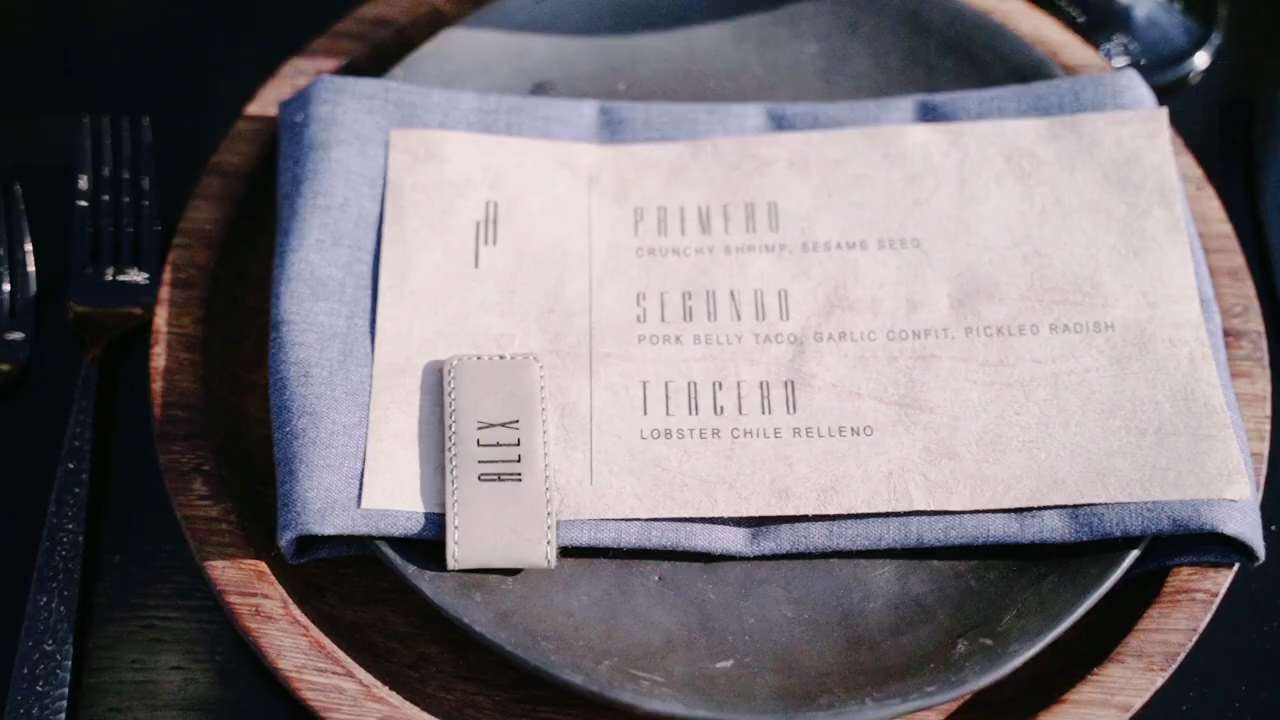 PRIMERO
CRUNCHY SHRIMP, SESAME SEED
SEGUNDO
PORK BELLY TACO, GARLIC CONFIT, PICKLED RADISH
TERCERO
LOBSTER CHILE RELLENO
ALEX